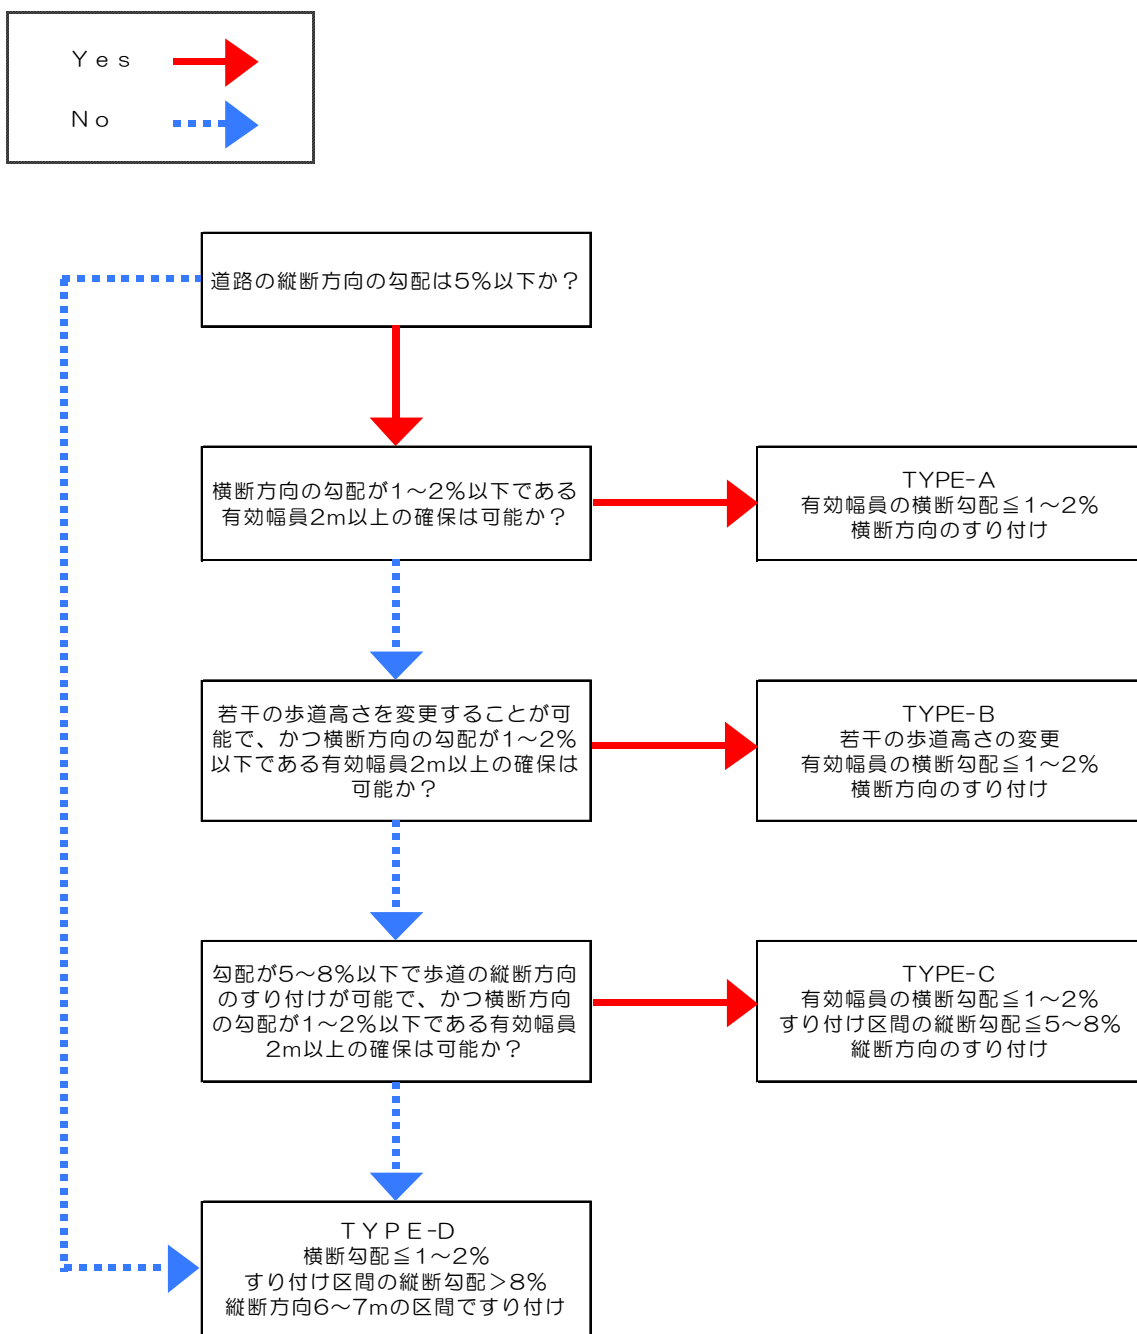 Yes
No
道路の縦断方向の勾配は5%以下か？
横断方向の勾配が1～2%以下である
有効幅員2m以上の確保は可能か？
TYPE-A
有効幅員の横断勾配≦1～2%
横断方向のすり付け
若干の歩道高さを変更することが可
能で、かつ横断方向の勾配が1～2%
以下である有効幅員2m以上の確保は
可能か？
TYPE-B
若干の歩道高さの変更
有効幅員の横断勾配≦1～2%
横断方向のすり付け
勾配が5～8%以下で歩道の縦断方向
のすり付けが可能で、かつ横断方向
の勾配が1～2%以下である有効幅員
2m以上の確保は可能か？
TYPE-C
有効幅員の横断勾配≦1～2%
すり付け区間の縦断勾配≦5～8%
縦断方向のすり付け
TYPE-D
横断勾配≦1～2%
すり付け区間の縦断勾配＞8%
縦断方向6～7mの区間ですり付け